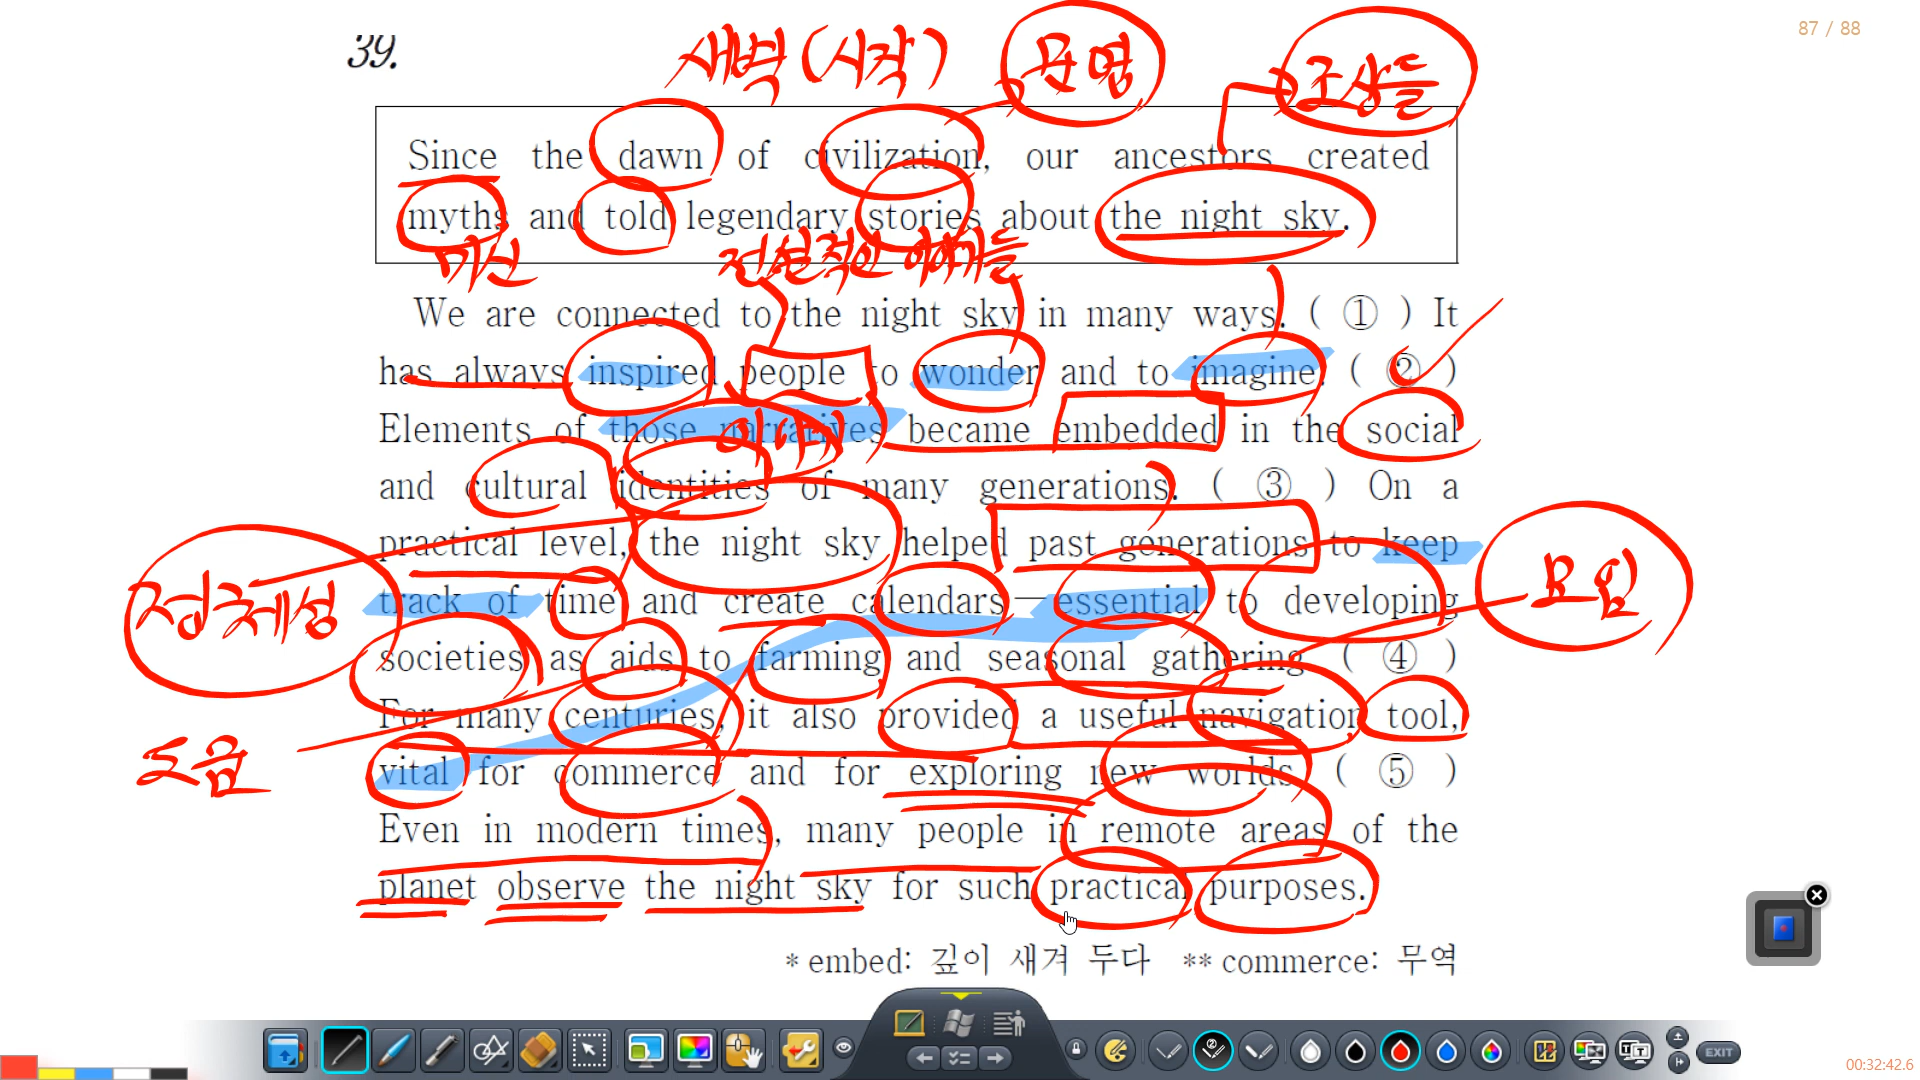 87 / 88
39.
새벽(시작) 문명 조상들
Since the dawn of civilization, our ancestors created
myths and told legendary stories about the night sky.
미신 전설적인 이야기들
We are connected to the night sky in many ways. ( ① ) It
has always inspired people to wonder and to imagine. ( ② )
이야기
Elements of those narratives became embedded in the social
and cultural identities of many generations. ( ③ ) On a
practical level, the night sky helped past generations to keep
정체성
track of time and create calendars—essential to developing
societies as aids to farming and seasonal gathering. ( ④ )
For many centuries, it also provided a useful navigation tool,
도움
vital for commerce and for exploring new worlds. ( ⑤ )
Even in modern times, many people in remote areas of the
planet observe the night sky for such practical purposes.
* embed: 깊이 새겨 두다 ** commerce: 무역
EXIT
00:32:42.6